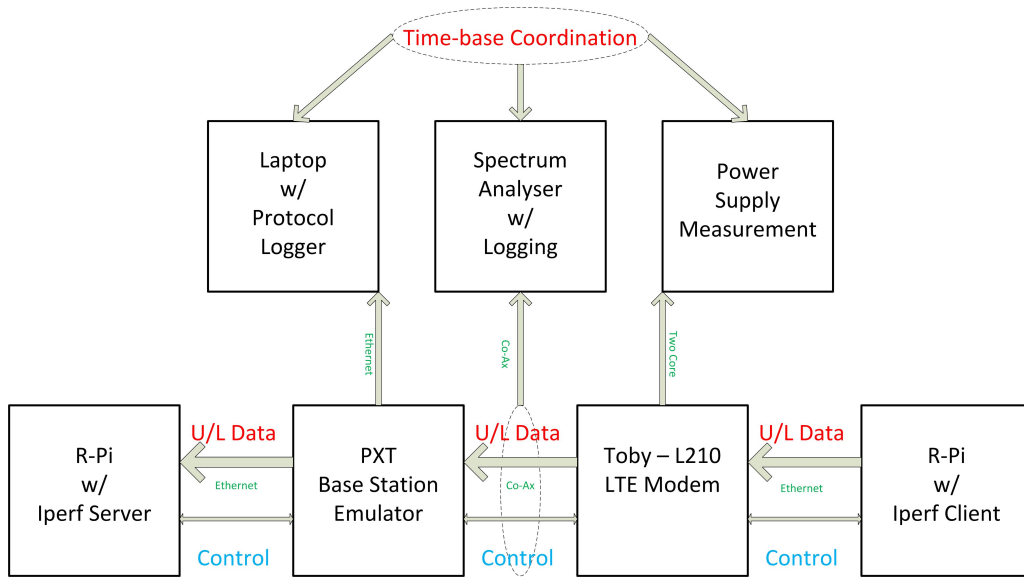 Time-base Coordination
Laptop
w/
Protocol
Logger
Spectrum
Analyser
w/
Logging
Power
Supply
Measurement
Ethernet
Co-Ax
Two Core
R-Pi
w/
Iperf Server
U/L Data
Ethernet
Control
PXT
Base Station
Emulator
U/L Data
Co-Ax
Control
Toby – L210
LTE Modem
U/L Data
Ethernet
Control
R-Pi
w/
Iperf Client